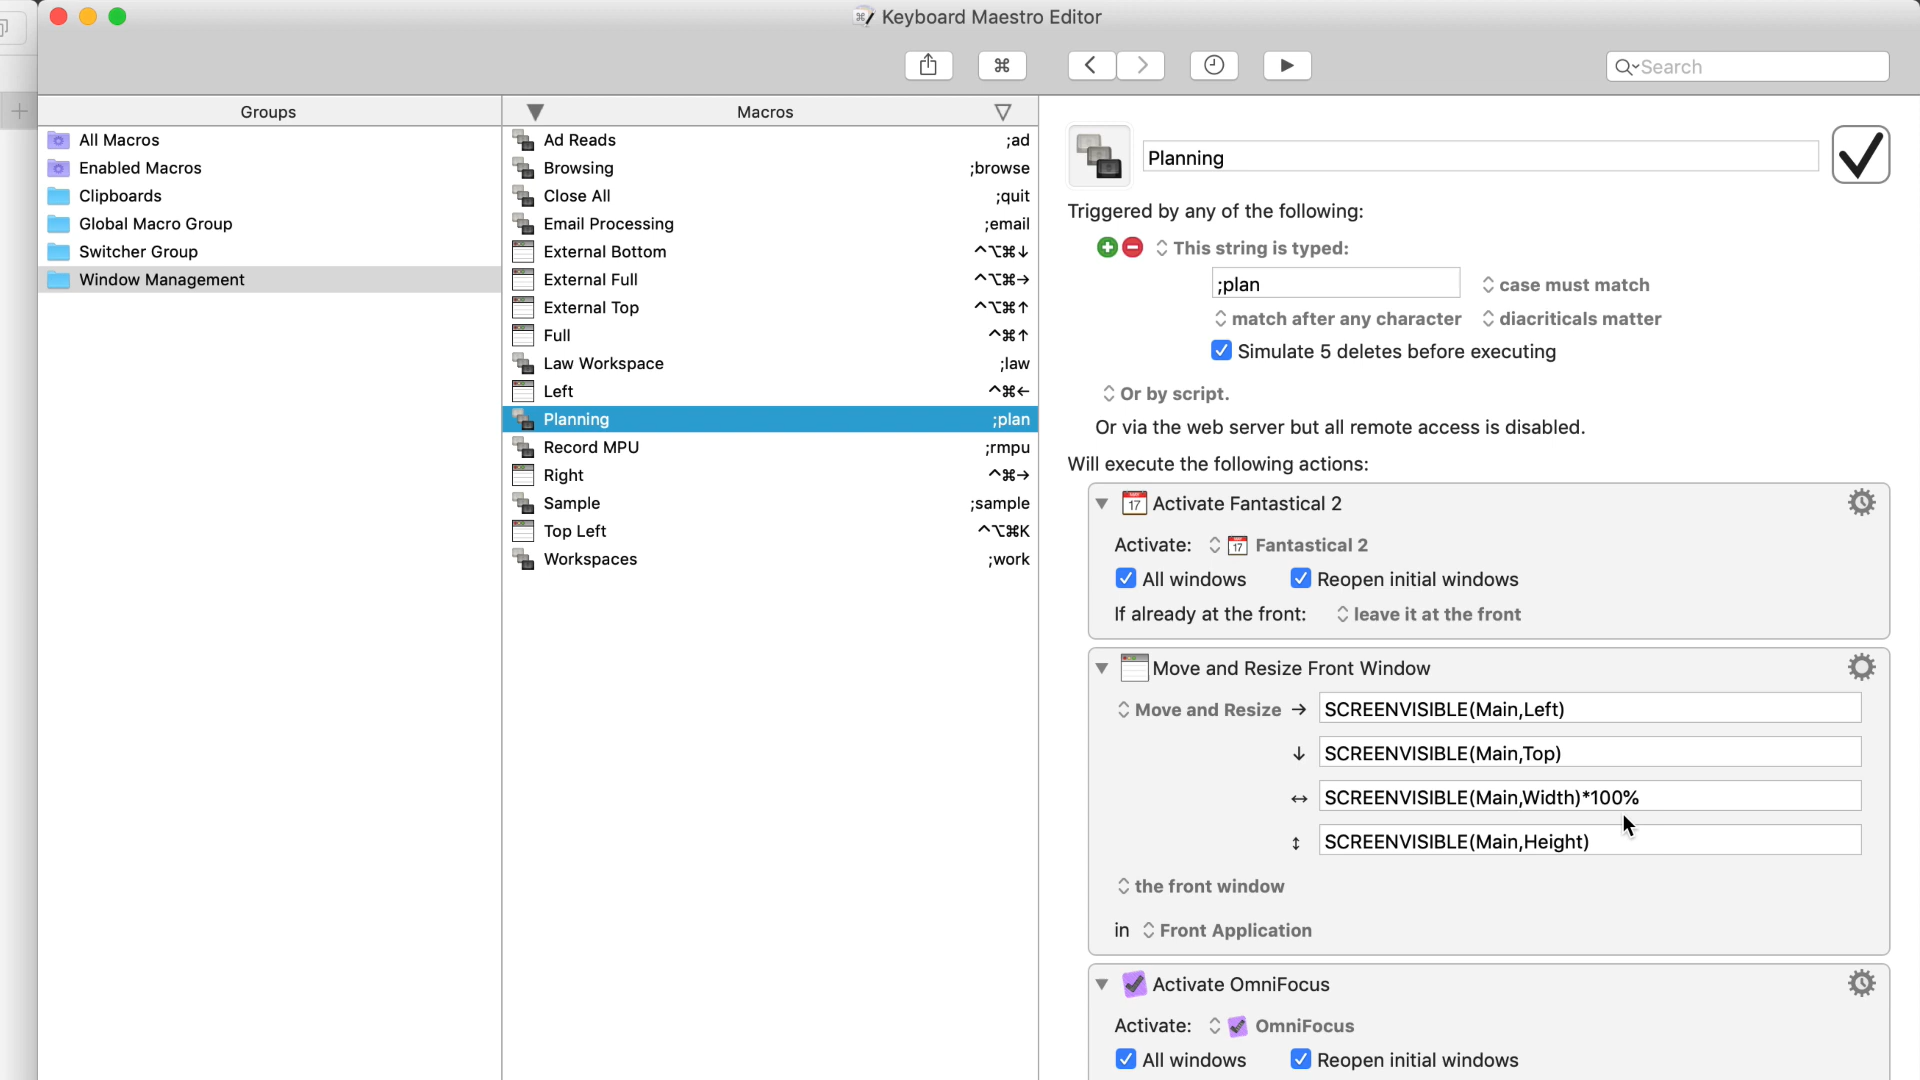 Keyboard Maestro Editor
⌘
Search
Groups
Macros
All Macros
Enabled Macros
Clipboards
Global Macro Group
Switcher Group
Window Management
Ad Reads ;ad
Browsing ;browse
Close All ;quit
Email Processing ;email
External Bottom ^⌥⌘↓
External Full ^⌥⌘→
External Top ^⌥⌘↑
Full ^⌘↑
Law Workspace ;law
Left ^⌘←
Planning ;plan
Record MPU ;rmpu
Right ^⌘→
Sample ;sample
Top Left ^⌥⌘K
Workspaces ;work
Planning
Triggered by any of the following:
This string is typed:
;plan case must match
match after any character diacriticals matter
Simulate 5 deletes before executing
Or by script.
Or via the web server but all remote access is disabled.
Will execute the following actions:
17 Activate Fantastical 2
Activate: 17 Fantastical 2
All windows Reopen initial windows
If already at the front: leave it at the front
Move and Resize Front Window
Move and Resize → SCREENVISIBLE(Main,Left)
↓ SCREENVISIBLE(Main,Top)
↔ SCREENVISIBLE(Main,Width)*100%
↕ SCREENVISIBLE(Main,Height)
the front window
in Front Application
Activate OmniFocus
Activate: OmniFocus
All windows Reopen initial windows